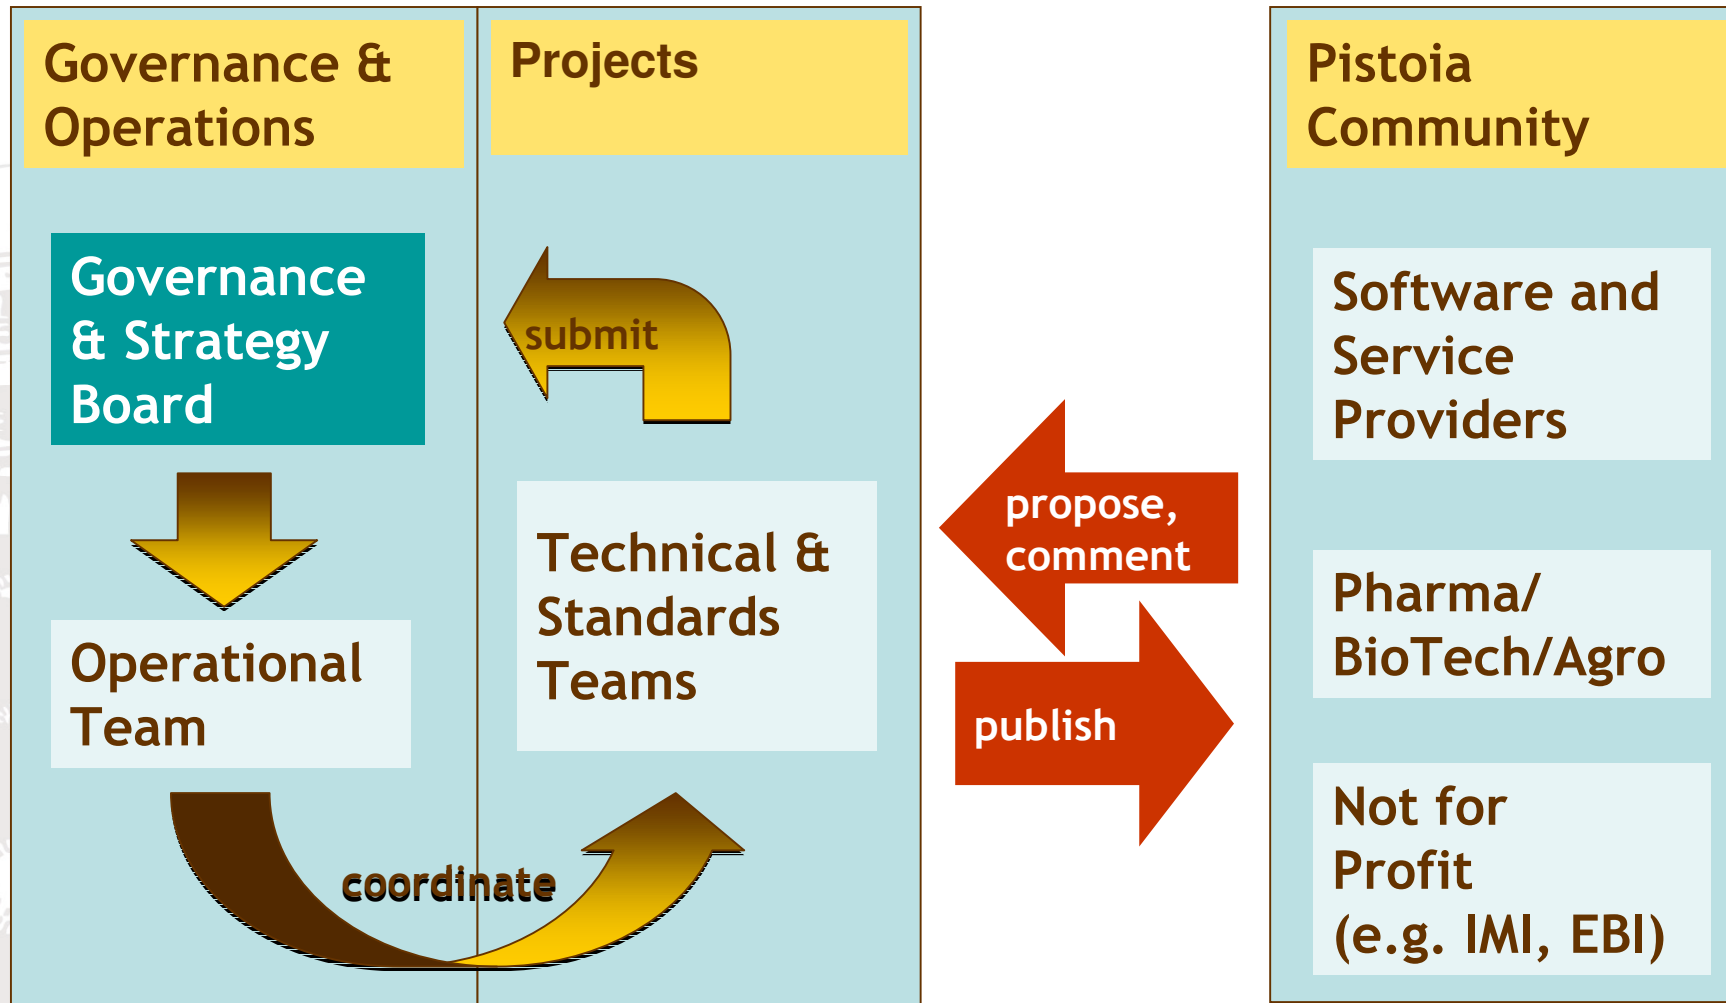 Governance &
Operations
Projects
Pistoia
Community
Governance
& Strategy
Board
submit
Software and
Service
Providers
propose,
comment
Technical &
Standards
Teams
Operational
Team
Pharma/
BioTech/Agro
publish
coordinate
Not for
Profit
(e.g. IMI, EBI)